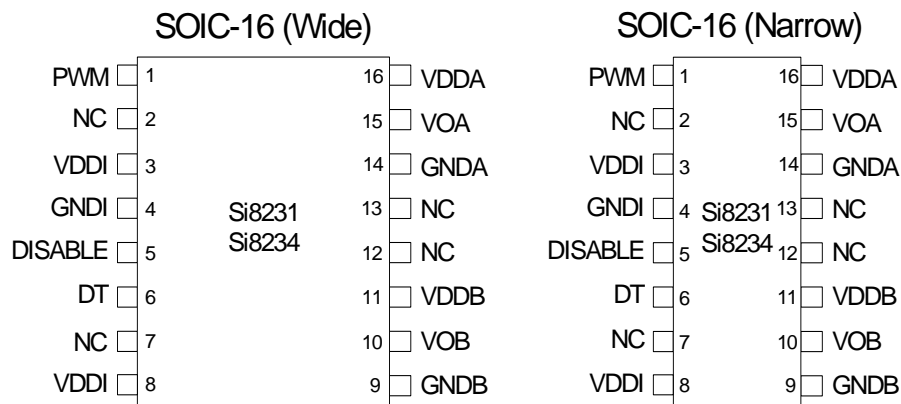 SOIC-16 (Wide)
PWM 1 16 VDDA
NC 2 15 VOA
VDDI 3 14 GNDA
GNDI 4 13 NC
DISABLE 5 12 NC
DT 6 11 VDDB
NC 7 10 VOB
VDDI 8 9 GNDB
Si8231
Si8234
SOIC-16 (Narrow)
PWM 1 16 VDDA
NC 2 15 VOA
VDDI 3 14 GNDA
GNDI 4 13 NC
DISABLE 5 12 NC
DT 6 11 VDDB
NC 7 10 VOB
VDDI 8 9 GNDB
Si8231
Si8234